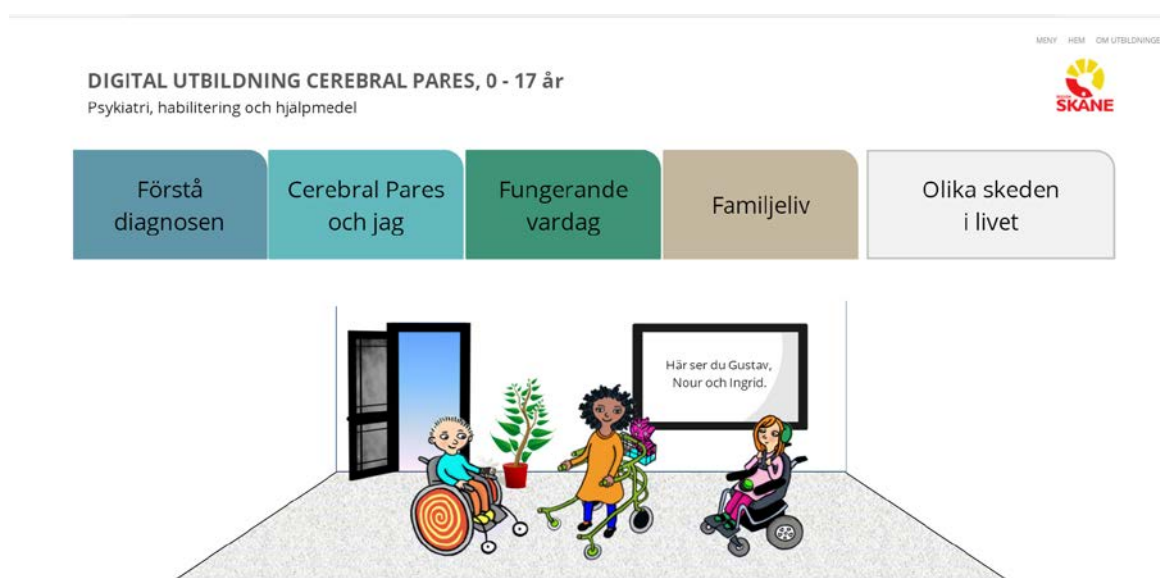 MENY HEM OM UTBILDNINGE
DIGITAL UTBILDNING CEREBRAL PARES, 0 - 17 år
Psykiatri, habilitering och hjälpmedel
SKÅNE
Förstå
diagnosen
Cerebral Pares
och jag
Fungerande
vardag
Familjeliv
Olika skeden
i livet
Här ser du Gustav,
Nour och Ingrid.